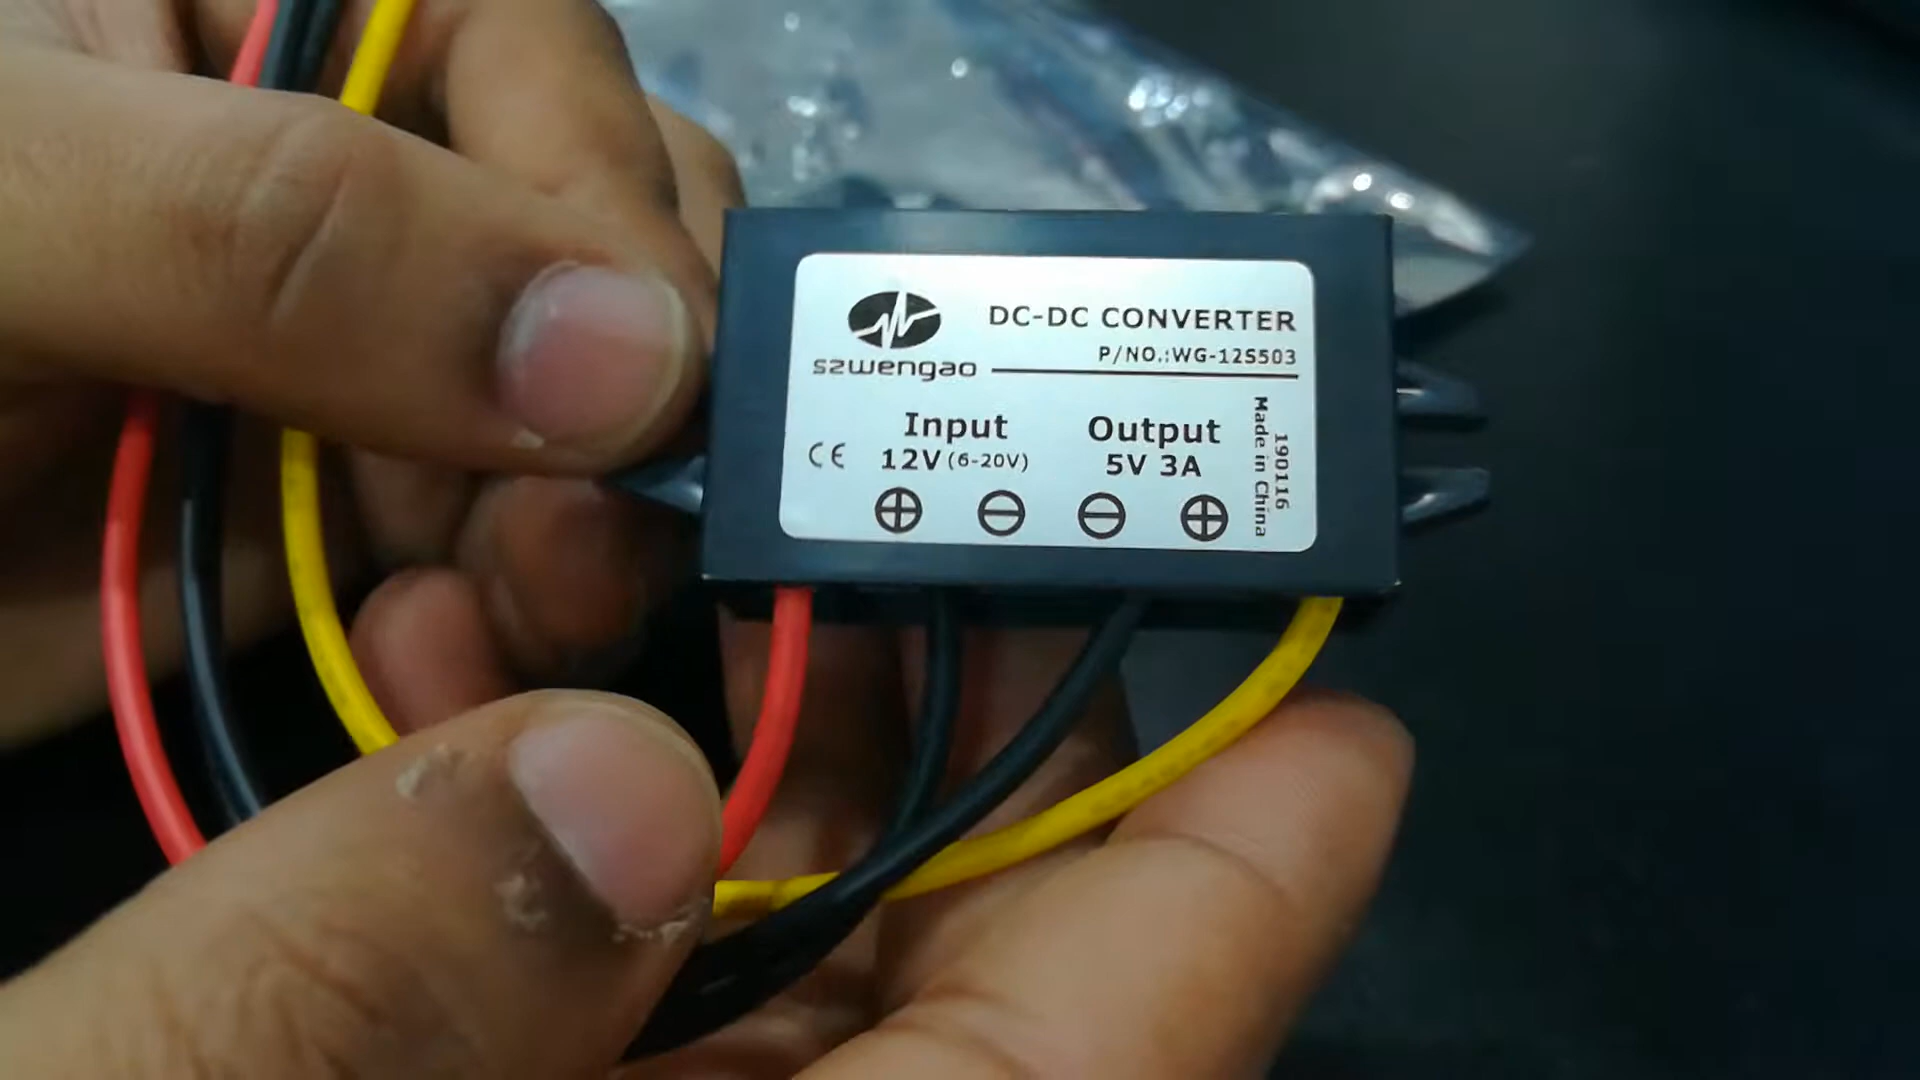 szwengao
DC-DC CONVERTER
P/NO.:WG-12S503
CE
Input
12V (6-20V)
Output
5V 3A
190116
Made in China